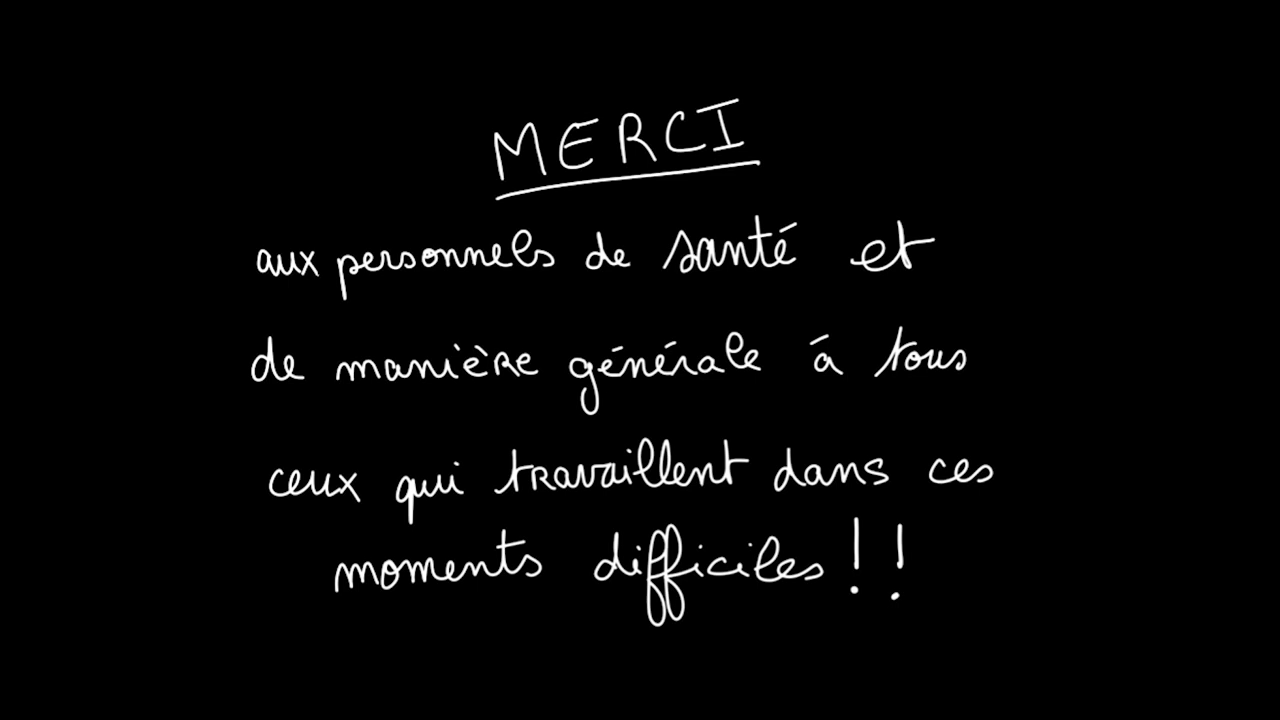 MERCI
aux personnels de santé et
de manière générale à tous
ceux qui travaillent dans ces
moments difficiles !!